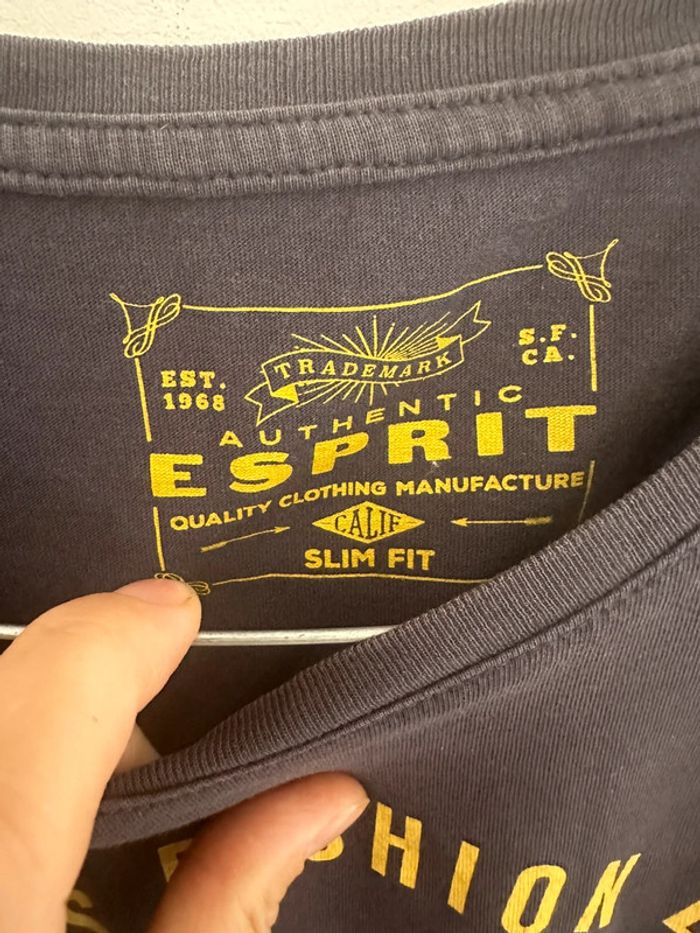 TRADEMARK
EST.
1968
S.F.
CA.
AUTHENTIC
ESPRIT
QUALITY CLOTHING MANUFACTURE
CALIF
SLIM FIT